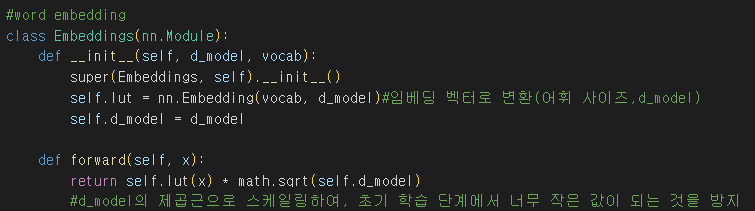 #word embedding
class Embeddings(nn.Module):
    def __init__(self, d_model, vocab):
        super(Embeddings, self).__init__()
        self.lut = nn.Embedding(vocab, d_model)#임베딩 벡터로 변환(어휘 사이즈,d_model)
        self.d_model = d_model

    def forward(self, x):
        return self.lut(x) * math.sqrt(self.d_model)
        #d_model의 제곱근으로 스케일링하여, 초기 학습 단계에서 너무 작은 값이 되는 것을 방지